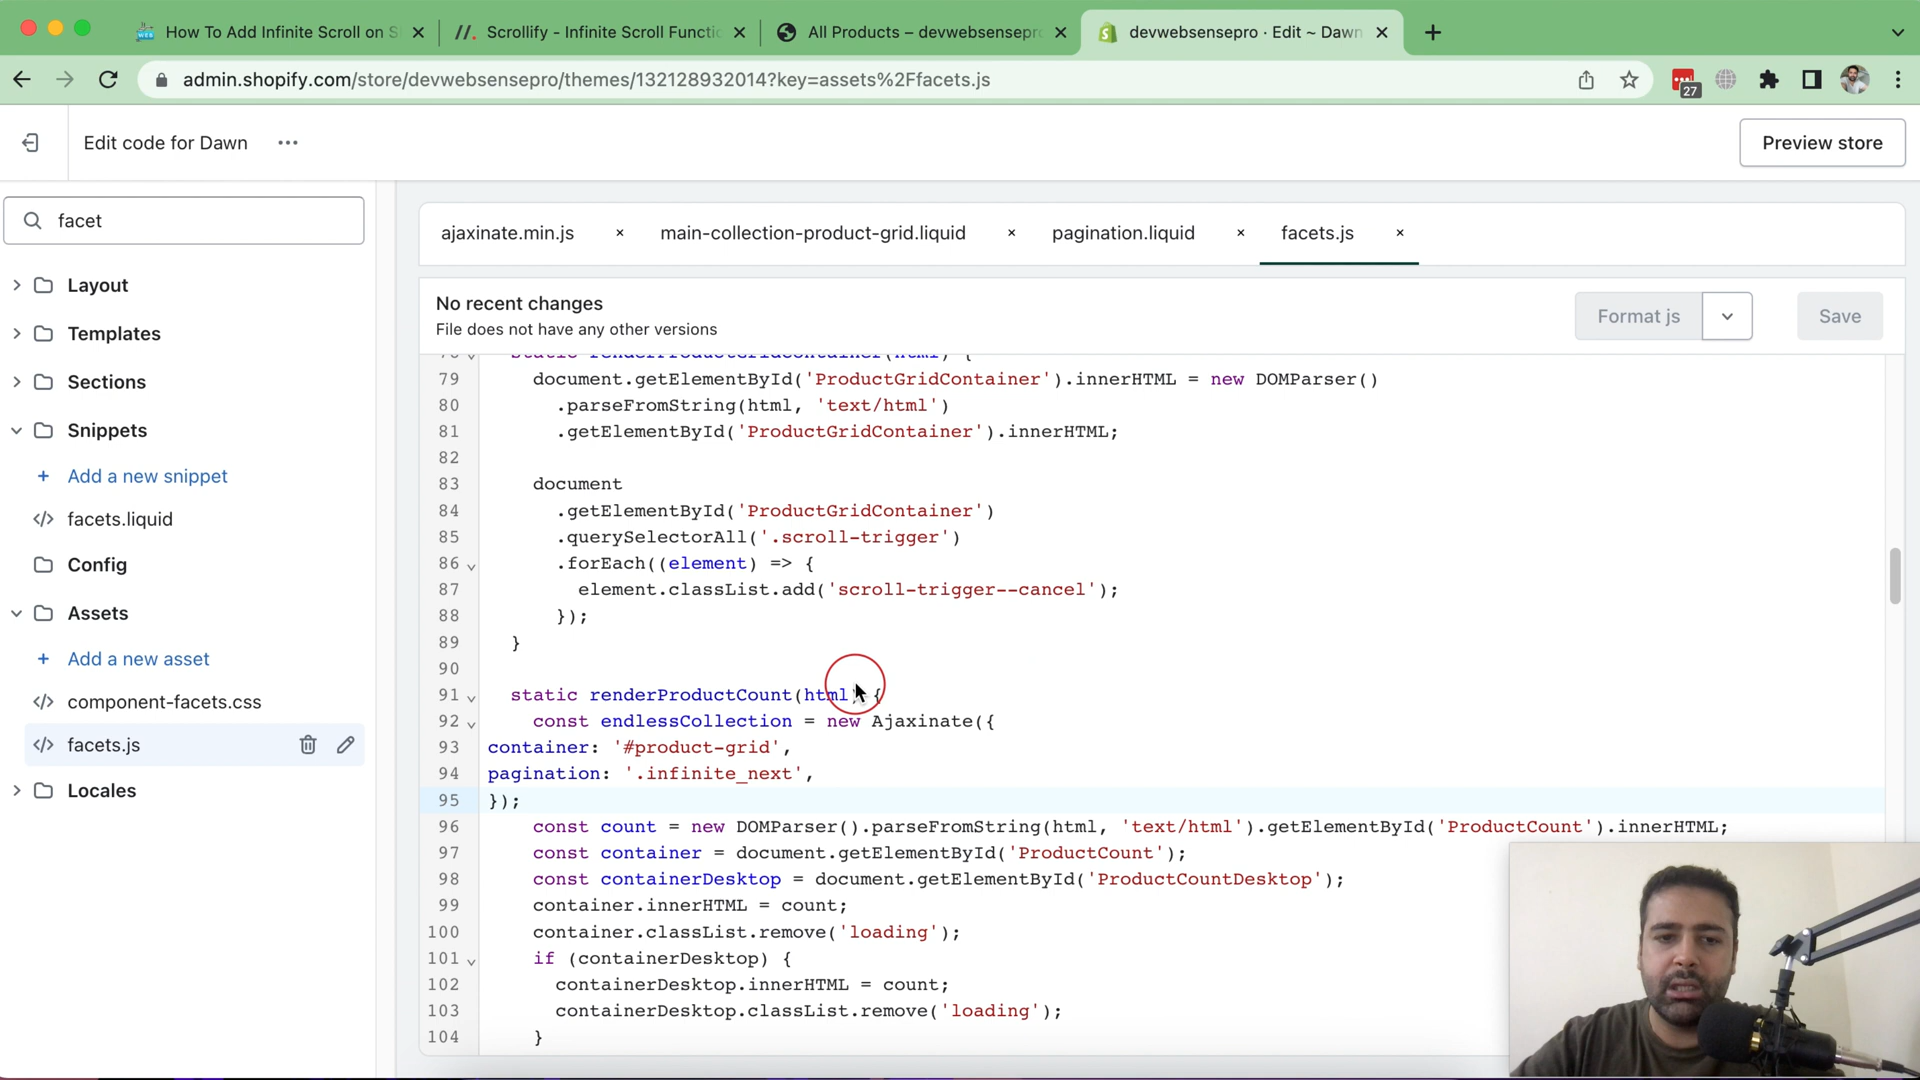 How To Add Infinite Scroll on S
Scrollify - Infinite Scroll Functi
All Products – devwebsensepro
devwebsensepro · Edit ~ Dawn
admin.shopify.com/store/devwebsensepro/themes/132128932014?key=assets%2Ffacets.js
27
Edit code for Dawn
Preview store
facet
Layout
Templates
Sections
Snippets
Add a new snippet
facets.liquid
Config
Assets
Add a new asset
component-facets.css
facets.js
Locales
ajaxinate.min.js
main-collection-product-grid.liquid
pagination.liquid
facets.js
No recent changes
File does not have any other versions
Format js
Save
78 static renderProductGridContainer(html) {
79 document.getElementById('ProductGridContainer').innerHTML = new DOMParser()
80 .parseFromString(html, 'text/html')
81 .getElementById('ProductGridContainer').innerHTML;
82
83 document
84 .getElementById('ProductGridContainer')
85 .querySelectorAll('.scroll-trigger')
86 .forEach((element) => {
87 element.classList.add('scroll-trigger--cancel');
88 });
89 }
90
91 static renderProductCount(html) {
92 const endlessCollection = new Ajaxinate({
93 container: '#product-grid',
94 pagination: '.infinite_next',
95 });
96 const count = new DOMParser().parseFromString(html, 'text/html').getElementById('ProductCount').innerHTML;
97 const container = document.getElementById('ProductCount');
98 const containerDesktop = document.getElementById('ProductCountDesktop');
99 container.innerHTML = count;
100 container.classList.remove('loading');
101 if (containerDesktop) {
102 containerDesktop.innerHTML = count;
103 containerDesktop.classList.remove('loading');
104 }